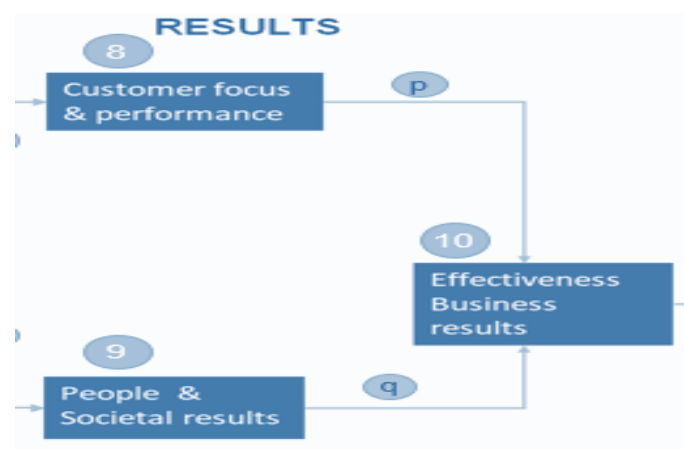 RESULTS
8
Customer focus
& performance
p
10
Effectiveness
Business
results
9
People &
Societal results
q